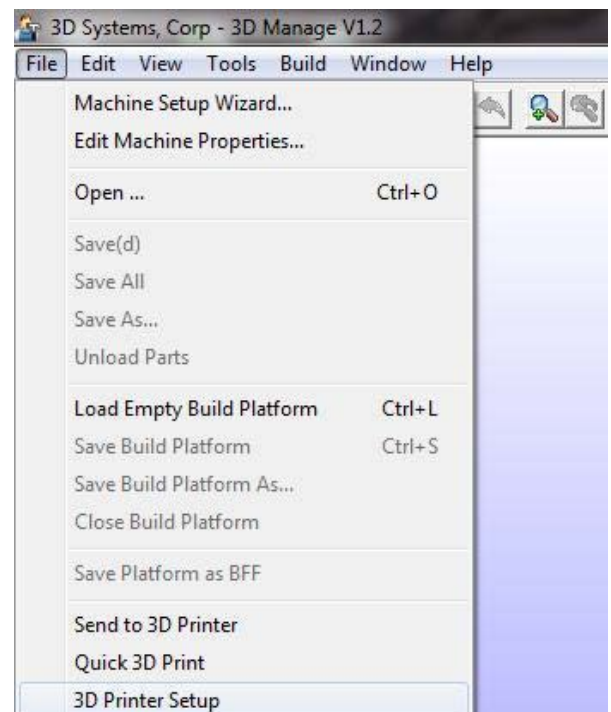 3D Systems, Corp - 3D Manage V1.2
File Edit View Tools Build Window Help
Machine Setup Wizard...
Edit Machine Properties...
Open ... Ctrl+O
Save(d)
Save All
Save As...
Unload Parts
Load Empty Build Platform Ctrl+L
Save Build Platform Ctrl+S
Save Build Platform As...
Close Build Platform
Save Platform as BFF
Send to 3D Printer
Quick 3D Print
3D Printer Setup